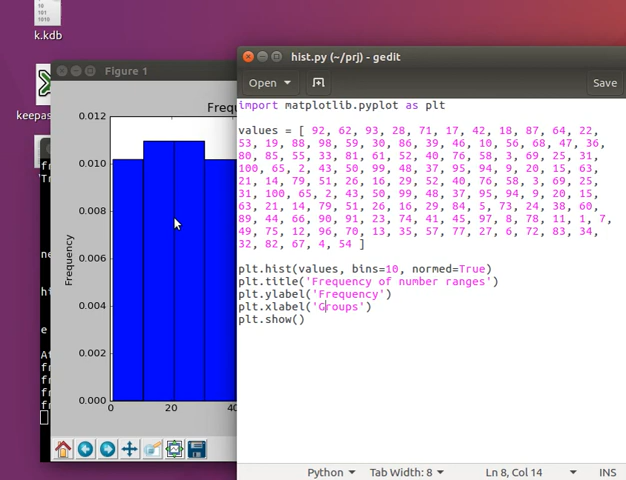 k.kdb
keepas
Figure 1
Frequ
0.012
0.010
0.008
0.006
0.004
0.002
0.000
Frequency
0
20
40
hist.py (~/prj) - gedit
Open
Save
import matplotlib.pyplot as plt
values = [ 92, 62, 93, 28, 71, 17, 42, 18, 87, 64, 22,
53, 19, 88, 98, 59, 30, 86, 39, 46, 10, 56, 68, 47, 36,
80, 85, 55, 33, 81, 61, 52, 40, 76, 58, 3, 69, 25, 31,
100, 65, 2, 43, 50, 99, 48, 37, 95, 94, 9, 20, 15, 63,
21, 14, 79, 51, 26, 16, 29, 52, 40, 76, 58, 3, 69, 25,
31, 100, 65, 2, 43, 50, 99, 48, 37, 95, 94, 9, 20, 15,
63, 21, 14, 79, 51, 26, 16, 29, 84, 5, 73, 24, 38, 60,
89, 44, 66, 90, 91, 23, 74, 41, 45, 97, 8, 78, 11, 1, 7,
49, 75, 12, 96, 70, 13, 35, 57, 77, 27, 6, 72, 83, 34,
32, 82, 67, 4, 54 ]
plt.hist(values, bins=10, normed=True)
plt.title('Frequency of number ranges')
plt.ylabel('Frequency')
plt.xlabel('Groups')
plt.show()
Python
Tab Width: 8
Ln 8, Col 14
INS